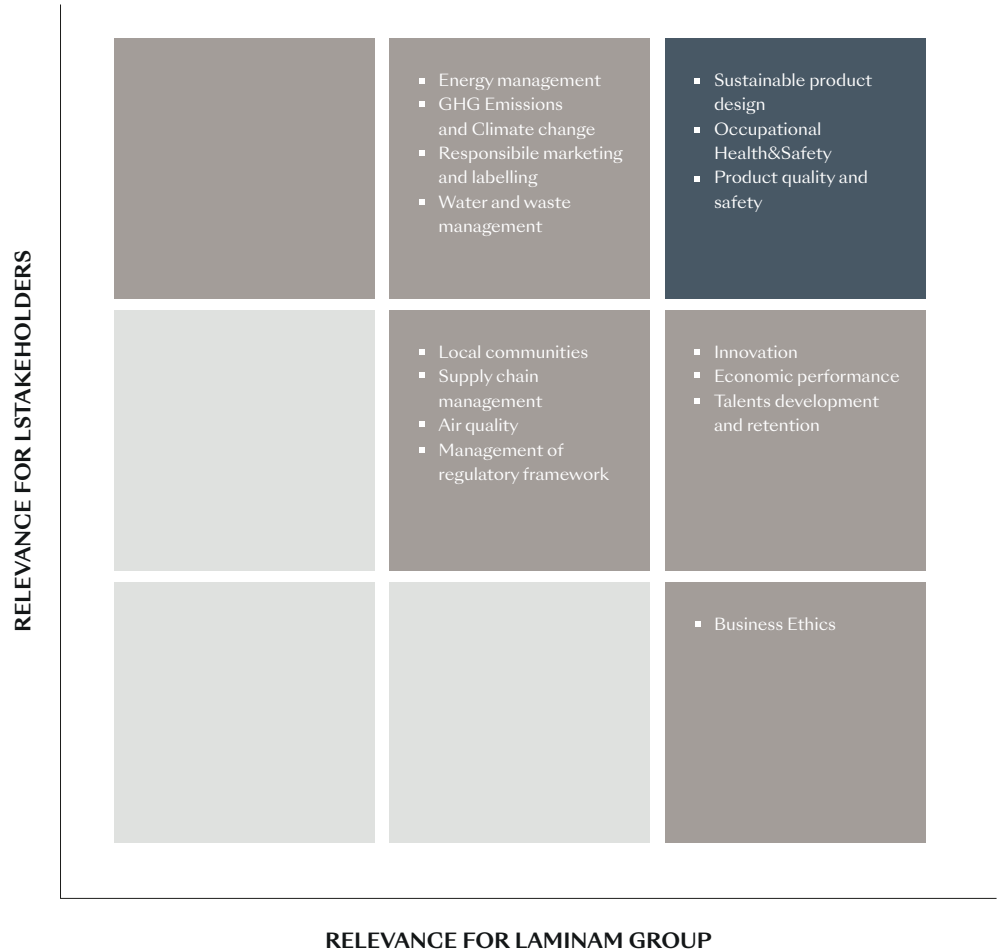 RELEVANCE FOR LSTAKEHOLDERS
Energy management
GHG Emissions
and Climate change
Responsibile marketing
and labelling
Water and waste
management
Sustainable product
design
Occupational
Health&Safety
Product quality and
safety
Local communities
Supply chain
management
Air quality
Management of
regulatory framework
Innovation
Economic performance
Talents development
and retention
Business Ethics
RELEVANCE FOR LAMINAM GROUP